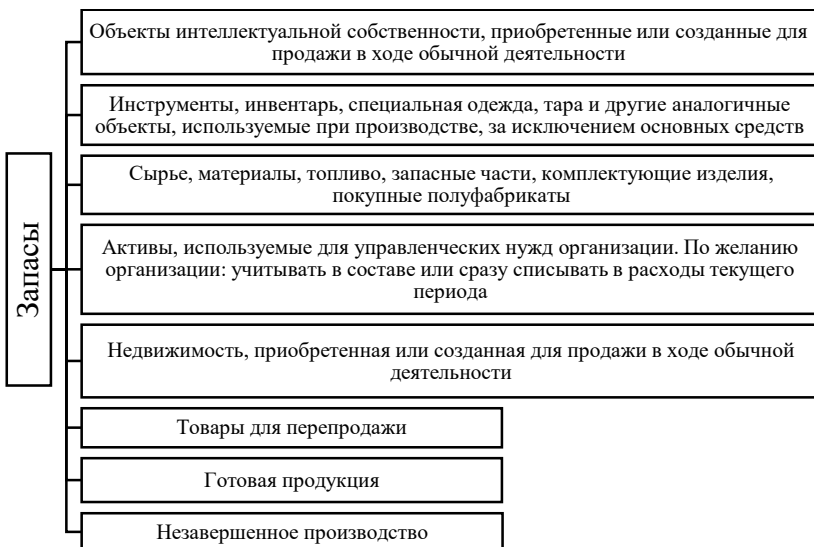 Запасы
Объекты интеллектуальной собственности, приобретенные или созданные для
продажи в ходе обычной деятельности
Инструменты, инвентарь, специальная одежда, тара и другие аналогичные
объекты, используемые при производстве, за исключением основных средств
Сырье, материалы, топливо, запасные части, комплектующие изделия,
покупные полуфабрикаты
Активы, используемые для управленческих нужд организации. По желанию
организации: учитывать в составе или сразу списывать в расходы текущего
периода
Недвижимость, приобретенная или созданная для продажи в ходе обычной
деятельности
Товары для перепродажи
Готовая продукция
Незавершенное производство